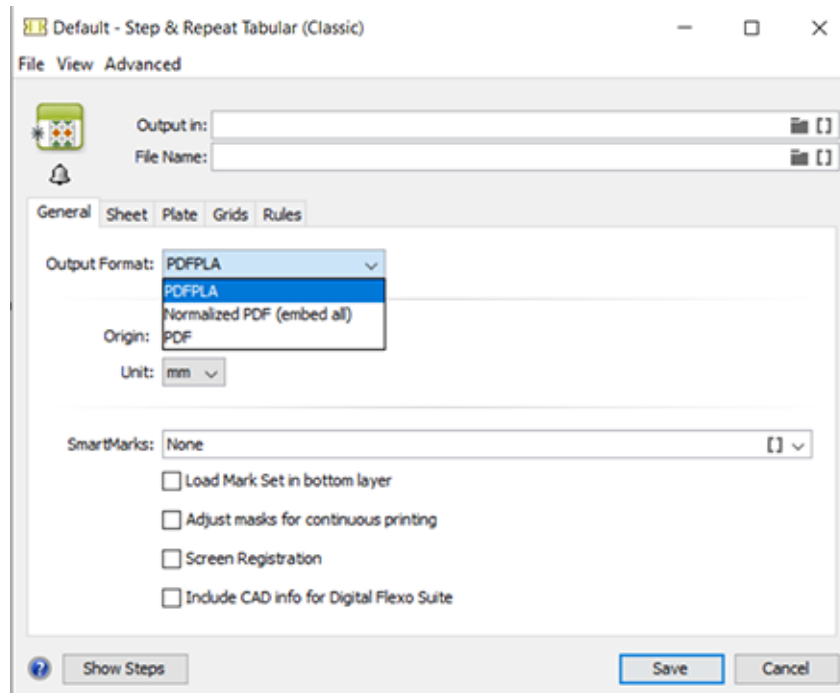 Default - Step & Repeat Tabular (Classic)
File View Advanced
Output in:
File Name:
General Sheet Plate Grids Rules
Output Format: PDFPLA
PDFPLA
Normalized PDF (embed all)
Origin: PDF
Unit: mm
SmartMarks: None
Load Mark Set in bottom layer
Adjust masks for continuous printing
Screen Registration
Include CAD info for Digital Flexo Suite
Show Steps Save Cancel